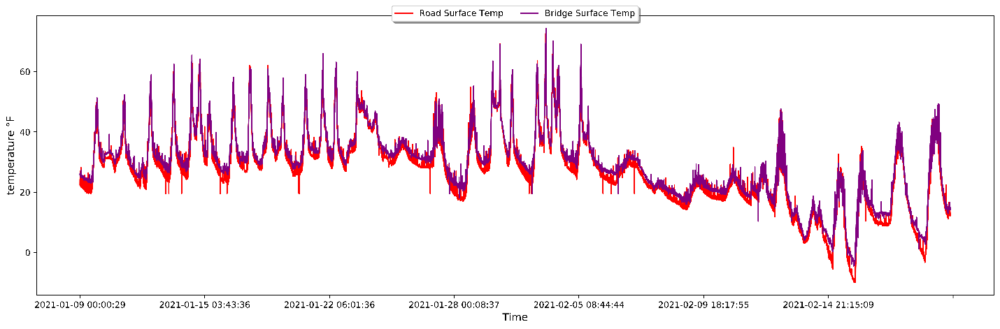 Road Surface Temp
Bridge Surface Temp
60
40
20
0
temperature °F
2021-01-09 00:00:29
2021-01-15 03:43:36
2021-01-22 06:01:36
2021-01-28 00:08:37
2021-02-05 08:44:44
2021-02-09 18:17:55
2021-02-14 21:15:09
Time